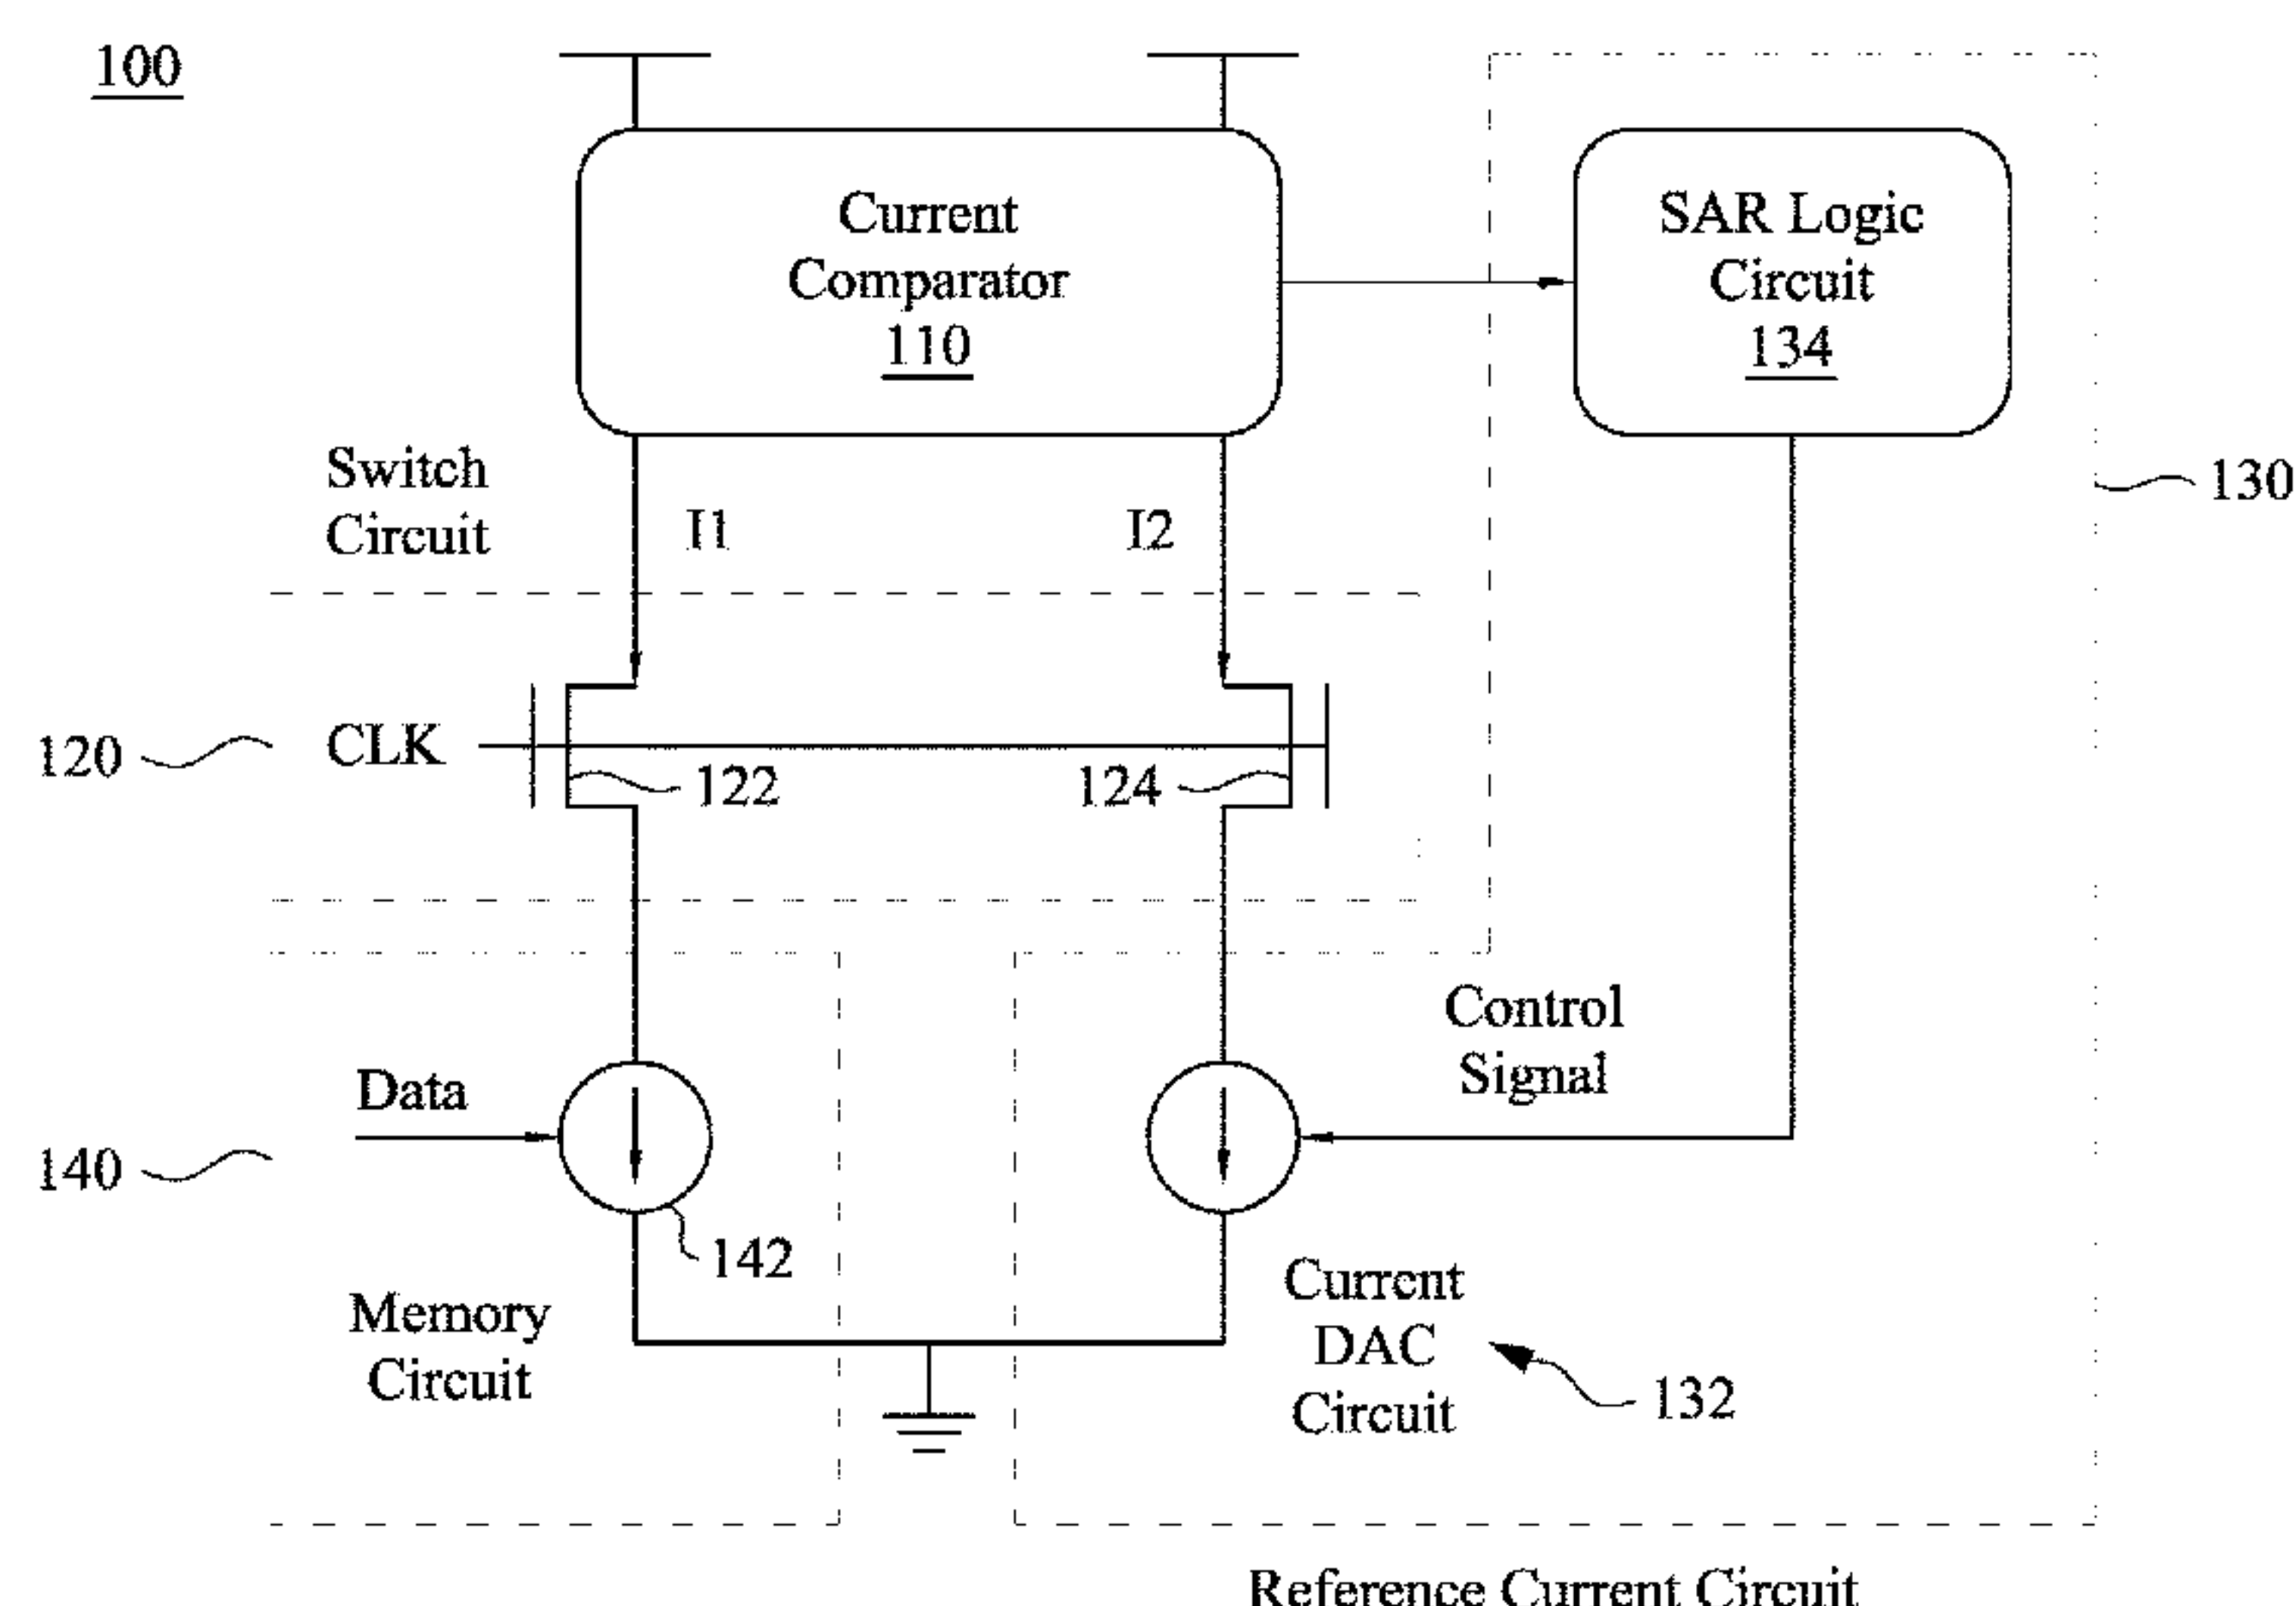 100
Current
Comparator
110
SAR Logic
Circuit
134
Switch
Circuit
I1
I2
130
120
CLK
122
124
Control
Signal
Data
140
142
Memory
Circuit
Current
DAC
Circuit
132
Reference Current Circuit